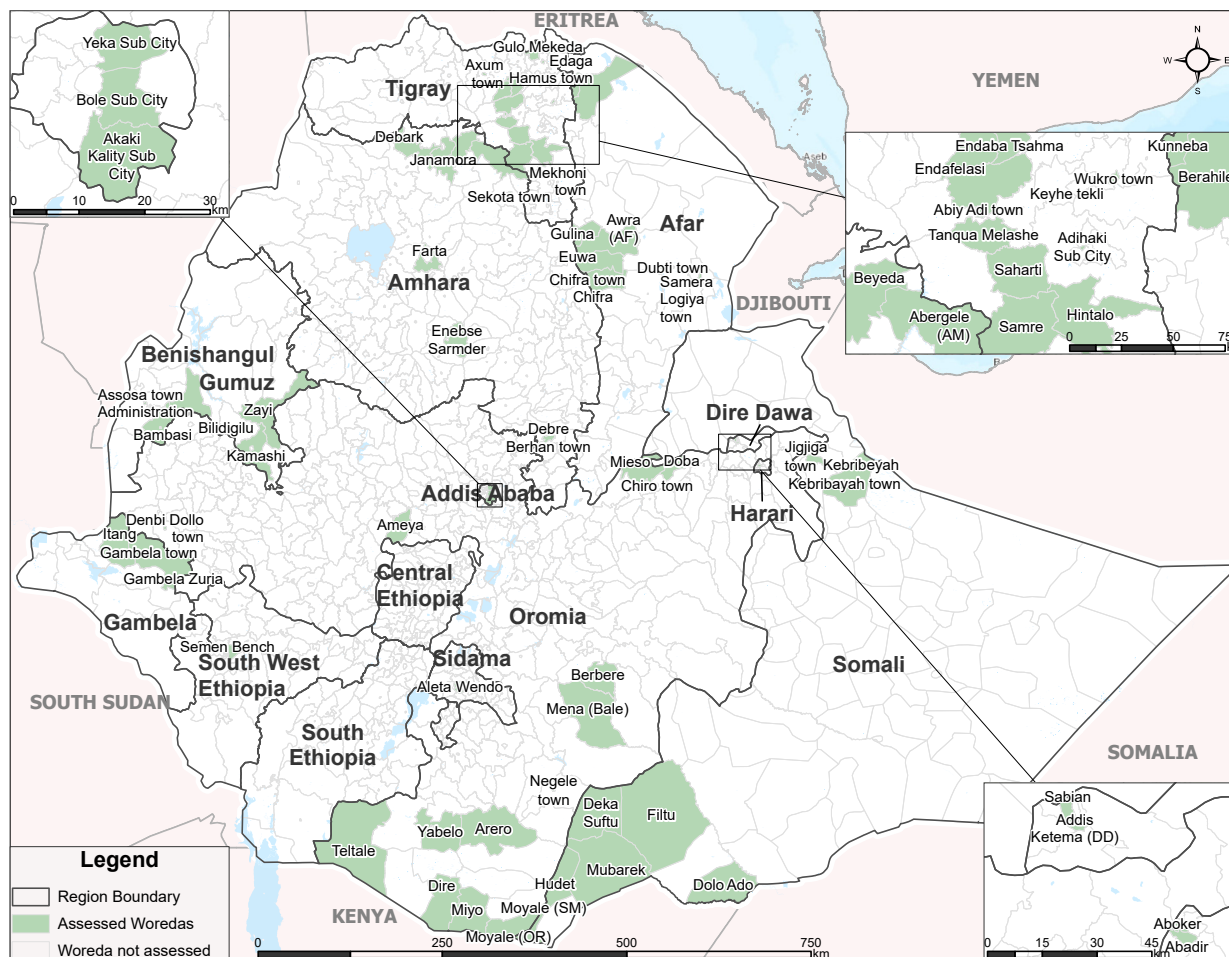 Yeka Sub City
Bole Sub City
Akaki
Kality Sub
City
0 10 20 30
km
ERITREA
YEMEN
N
W E
S
Gulo Mekeda
Edaga
Hamus town
Axum
town
Tigray
Debark
Janamora
Mekhoni
town
Sekota town
Aseb
Endaba Tsahma
Endafelasi
Kunneba
Berahile
Wukro town
Keyhe tekli
Abiy Adi town
Tanqua Melashe
Adihaki
Sub City
Saharti
Beyeda
Abergele
(AM)
Samre
Hintalo
0 25 50 75
Awra
(AF)
Afar
Gulina
Euwa
Chifra town
Chifra
Dubti town
Samera
Logiya
town
DJIBOUTI
Farta
Amhara
Enebse
Sarmder
Benishangul
Gumuz
Assosa town
Administration
Bambasi
Bilidigilu
Zayi
Kamashi
Debre
Berhan town
Addis Ababa
Dire Dawa
Mieso
Doba
Chiro town
Jigjiga
town
Kebribeyah
Kebribayah town
Harari
Denbi Dollo
town
Itang
Gambela town
Gambela Zuria
Gambela
Ameya
Central
Ethiopia
Oromia
Semen Bench
South West
Ethiopia
Sidama
Aleta Wendo
Somali
SOUTH SUDAN
South
Ethiopia
Berbere
Mena (Bale)
SOMALIA
Negele
town
Deka
Suftu
Filtu
Teltale
Yabelo
Arero
Mubarek
Hudet
Dire
Miyo
Moyale (SM)
Moyale (OR)
Dolo Ado
KENYA
Sabian
Addis
Ketema (DD)
Aboker
Abadir
0 15 30 45
km
Legend
Region Boundary
Assessed Woredas
Woreda not assessed
0 250 500 750
km